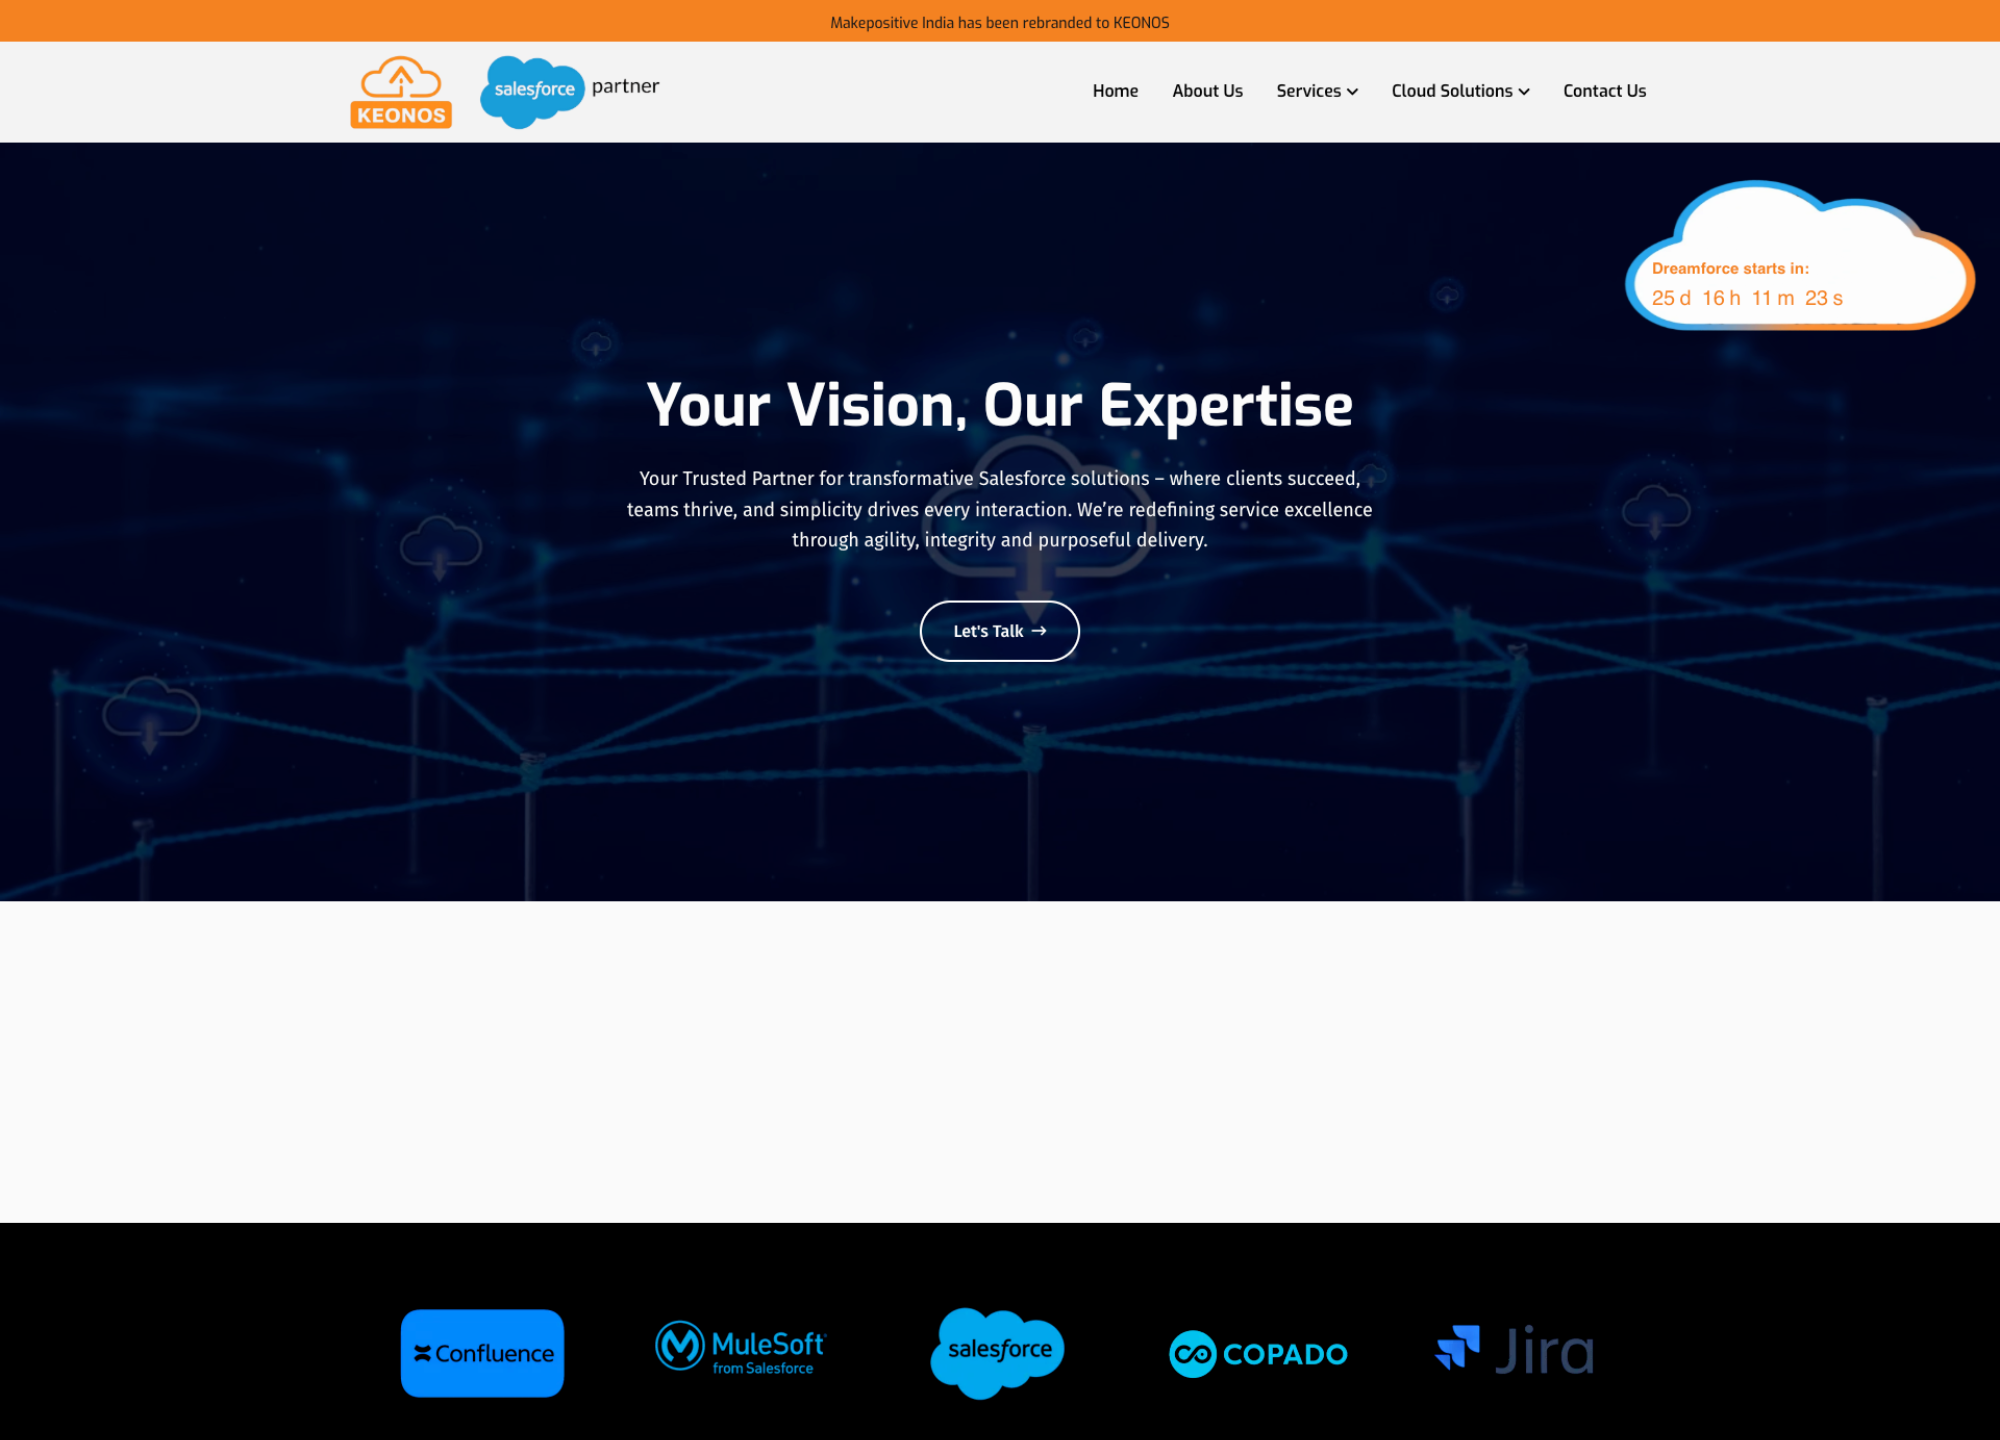 Makepositive India has been rebranded to KEONOS
KEONOS
salesforce partner
Home About Us Services Cloud Solutions Contact Us
Dreamforce starts in:
25 d 16 h 11 m 23 s
Your Vision, Our Expertise
Your Trusted Partner for transformative Salesforce solutions – where clients succeed,
teams thrive, and simplicity drives every interaction. We’re redefining service excellence
through agility, integrity and purposeful delivery.
Let's Talk →
Confluence
MuleSoft
from Salesforce
salesforce
COPADO
Jira